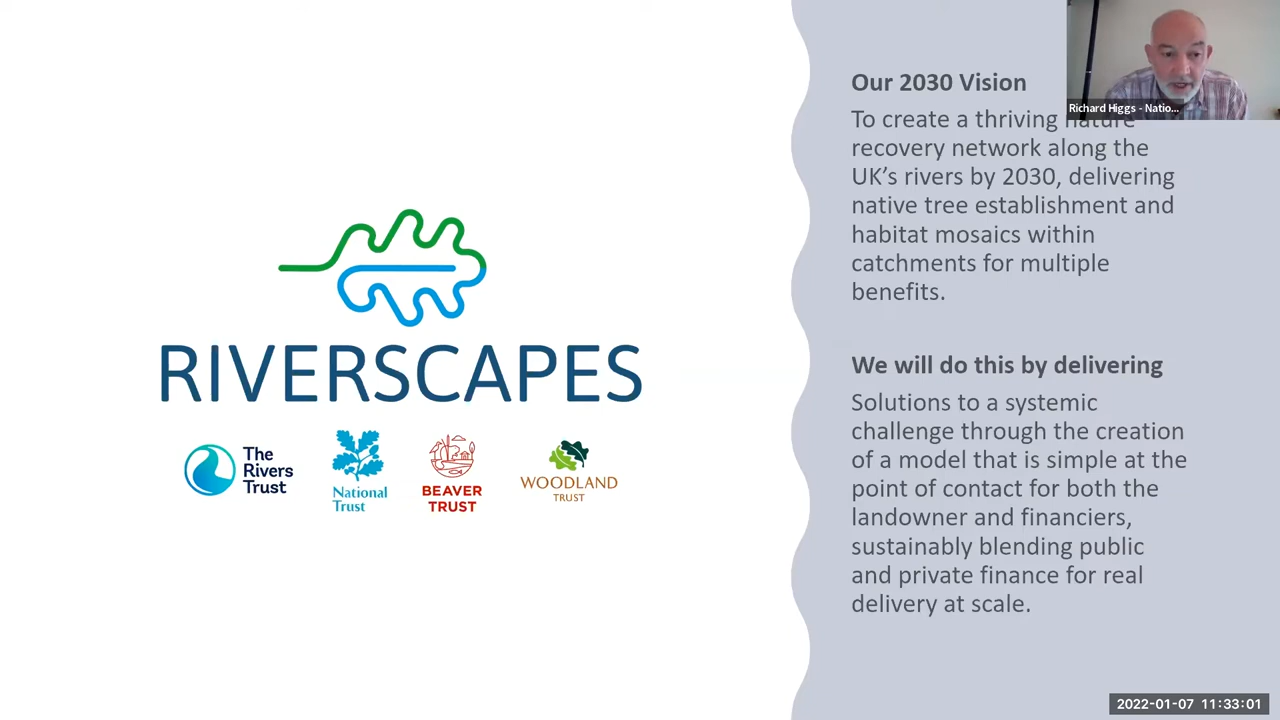 Our 2030 Vision
To create a thriving nature
recovery network along the
UK's rivers by 2030, delivering
native tree establishment and
habitat mosaics within
catchments for multiple
benefits.
We will do this by delivering
Solutions to a systemic
challenge through the creation
of a model that is simple at the
point of contact for both the
landowner and financiers,
sustainably blending public
and private finance for real
delivery at scale.
RIVERSCAPES
The
Rivers
Trust
National
Trust
BEAVER
TRUST
WOODLAND
TRUST
Richard Higgs - Natio...
2022-01-07 11:33:01